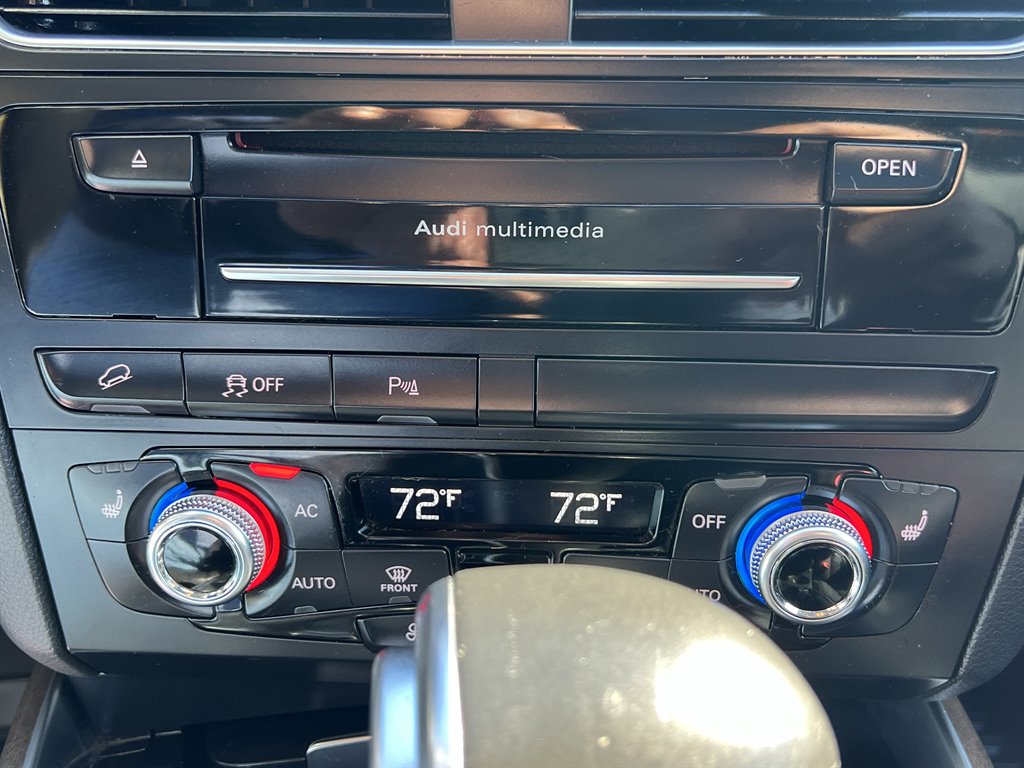 OPEN
Audi multimedia
OFF
P
72°F
72°F
AC
OFF
AUTO
FRONT